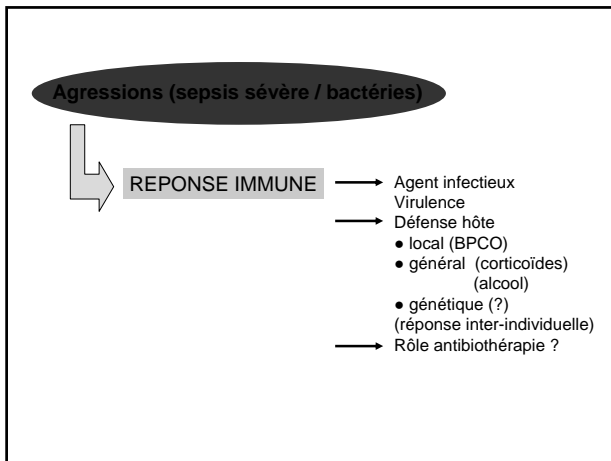 Agressions (sepsis sévère / bactéries)
REPONSE IMMUNE
Agent infectieux
Virulence
Défense hôte
● local (BPCO)
● général (corticoïdes)
(alcool)
● génétique (?)
(réponse inter-individuelle)
Rôle antibiothérapie ?